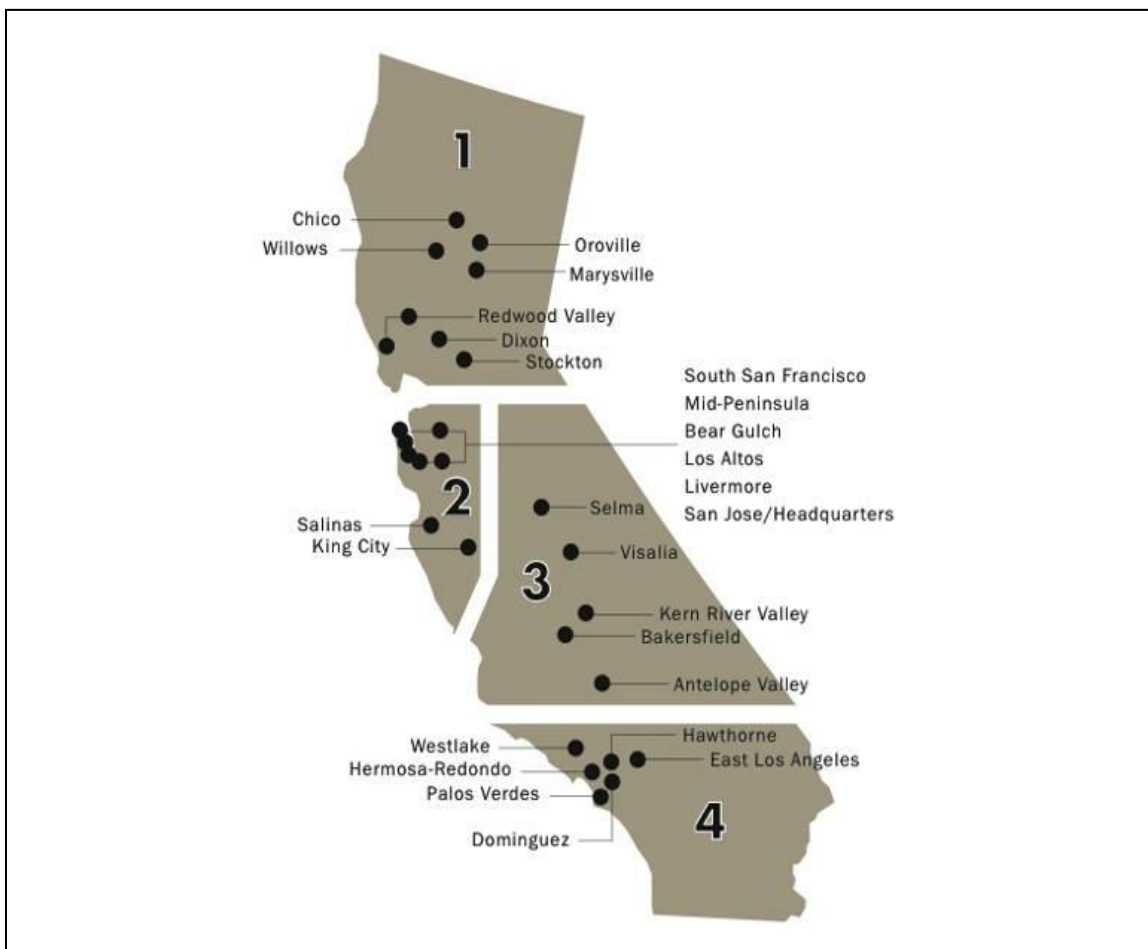 1
Chico
Willows
Oroville
Marysville
Redwood Valley
Dixon
Stockton
South San Francisco
Mid-Peninsula
Bear Gulch
Los Altos
Livermore
San Jose/Headquarters
2
Salinas
King City
Selma
Visalia
3
Kern River Valley
Bakersfield
Antelope Valley
Westlake
Hawthorne
Hermosa-Redondo
East Los Angeles
Palos Verdes
Dominguez
4